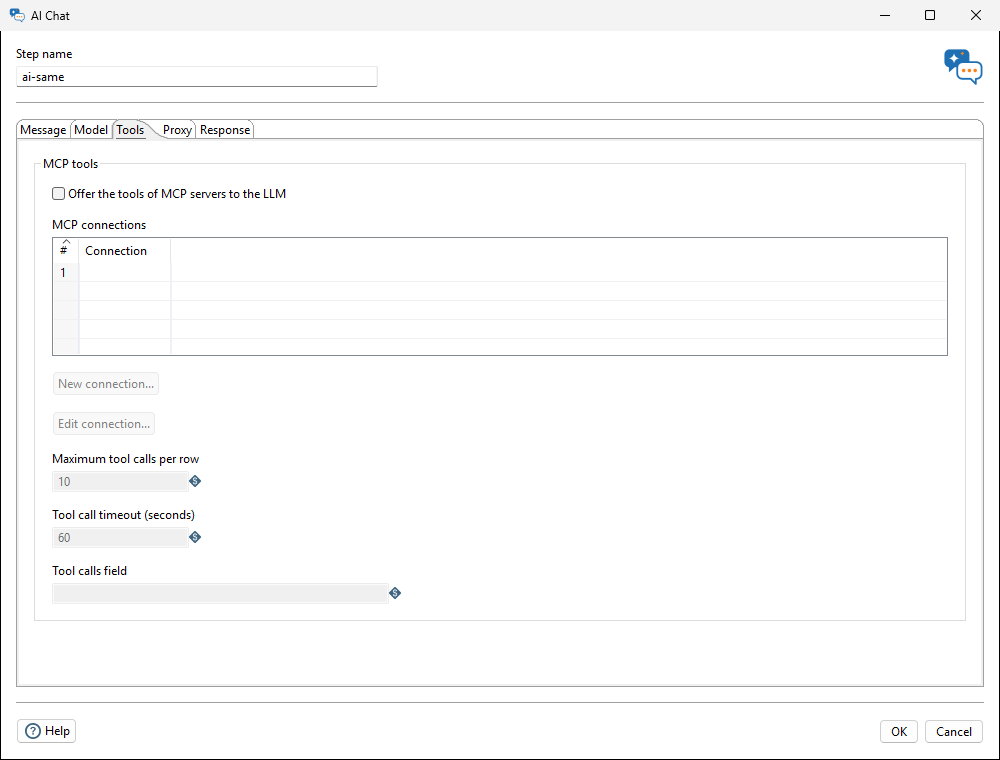 AI Chat
Step name
ai-same
Message Model Tools Proxy Response
MCP tools
Offer the tools of MCP servers to the LLM
MCP connections
# Connection
1
New connection...
Edit connection...
Maximum tool calls per row
10
Tool call timeout (seconds)
60
Tool calls field
Help OK Cancel